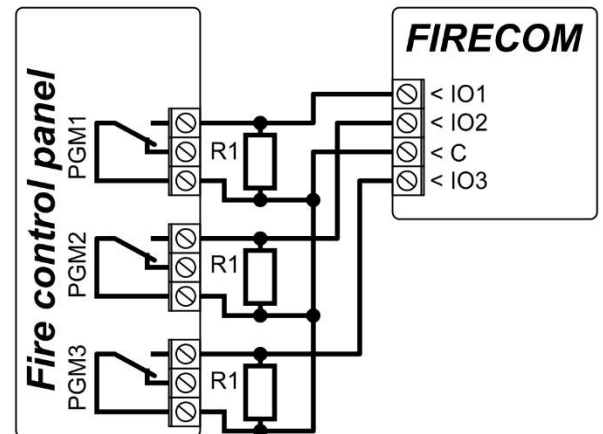 FIRECOM
< IO1
< IO2
< C
< IO3
Fire control panel
PGM1
R1
PGM2
R1
PGM3
R1